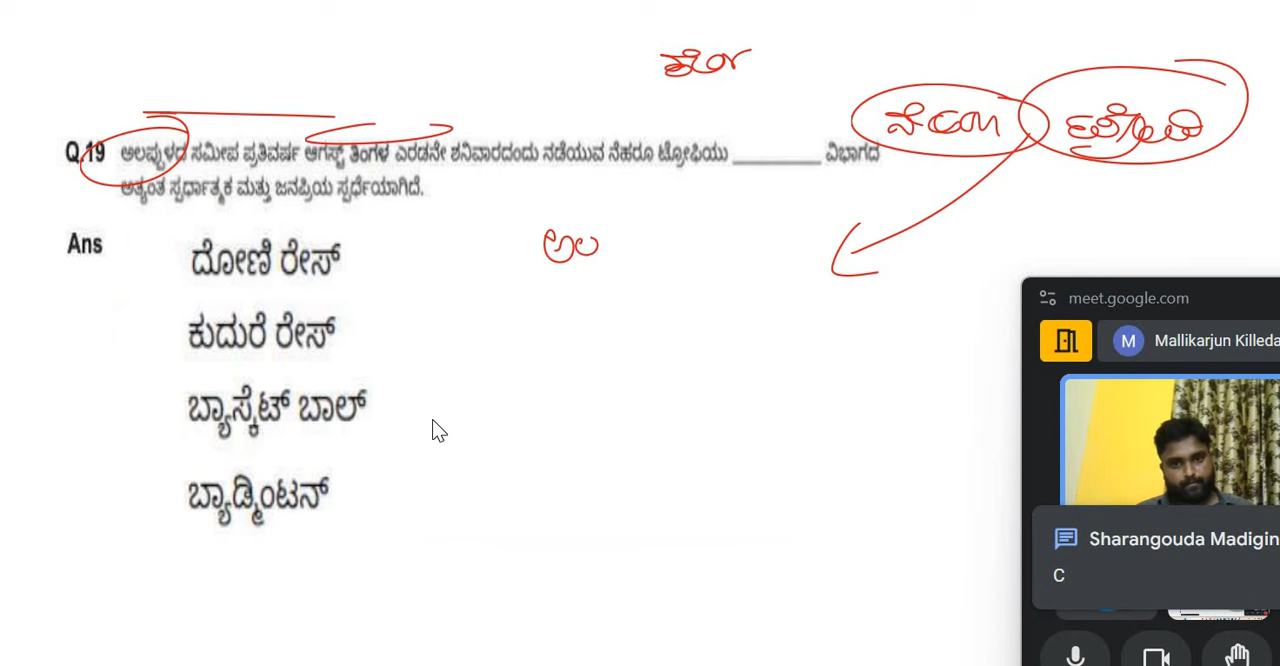 Q.19 ಅಲಪ್ಪುಳದ ಸಮೀಪ ಪ್ರತಿವರ್ಷ ಆಗಸ್ಟ್ ತಿಂಗಳ ಎರಡನೇ ಶನಿವಾರದಂದು ನಡೆಯುವ ನೆಹರೂ ಟ್ರೋಫಿಯು ________ ವಿಭಾಗದ
ಅತ್ಯಂತ ಸ್ಪರ್ಧಾತ್ಮಕ ಮತ್ತು ಜನಪ್ರಿಯ ಸ್ಪರ್ಧೆಯಾಗಿದೆ.
Ans
ದೋಣಿ ರೇಸ್
ಅಲ
ಕುದುರೆ ರೇಸ್
ಬ್ಯಾಸ್ಕೆಟ್ ಬಾಲ್
ಬ್ಯಾಡ್ಮಿಂಟನ್
meet.google.com
M Mallikarjun Killeda
Sharangouda Madigin
C